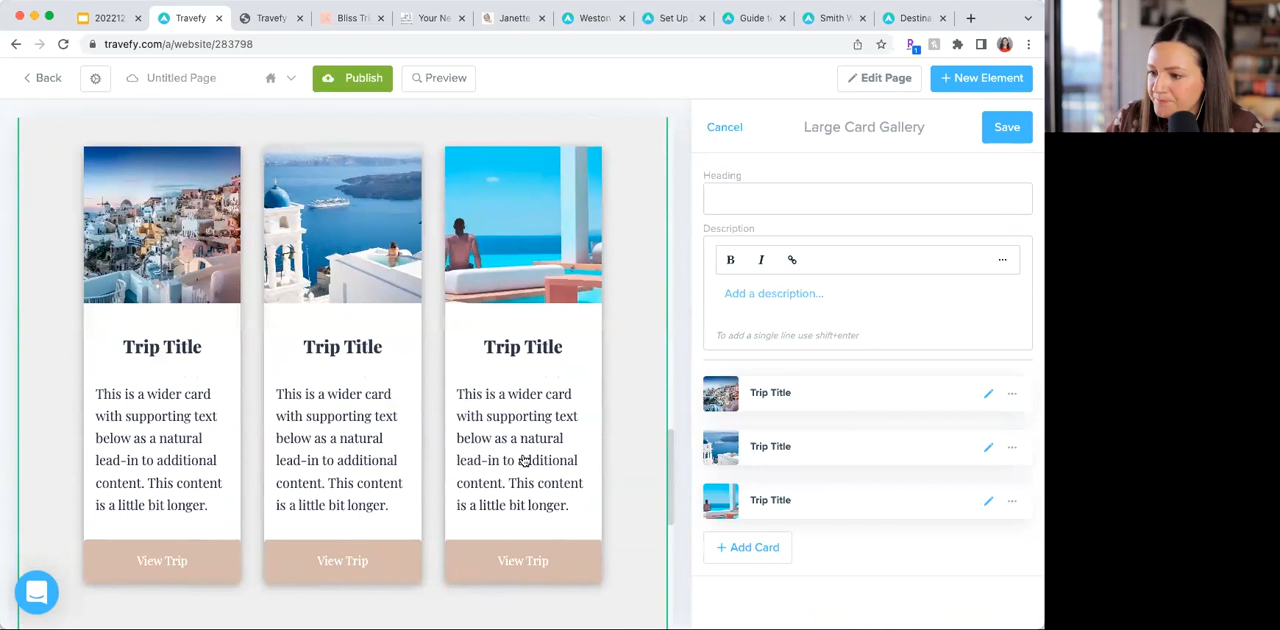 202212
Travefy
Travefy
Bliss Tri
Your Ne
Janette
Weston
Set Up
Guide t
Smith W
Destina
travefy.com/a/website/283798
1
Back
Untitled Page
Publish
Preview
Edit Page
+ New Element
Cancel
Large Card Gallery
Save
Heading
Description
B I
Add a description...
To add a single line use shift+enter
Trip Title
Trip Title
Trip Title
+ Add Card
Trip Title
This is a wider card
with supporting text
below as a natural
lead-in to additional
content. This content
is a little bit longer.
View Trip
Trip Title
This is a wider card
with supporting text
below as a natural
lead-in to additional
content. This content
is a little bit longer.
View Trip
Trip Title
This is a wider card
with supporting text
below as a natural
lead-in to additional
content. This content
is a little bit longer.
View Trip